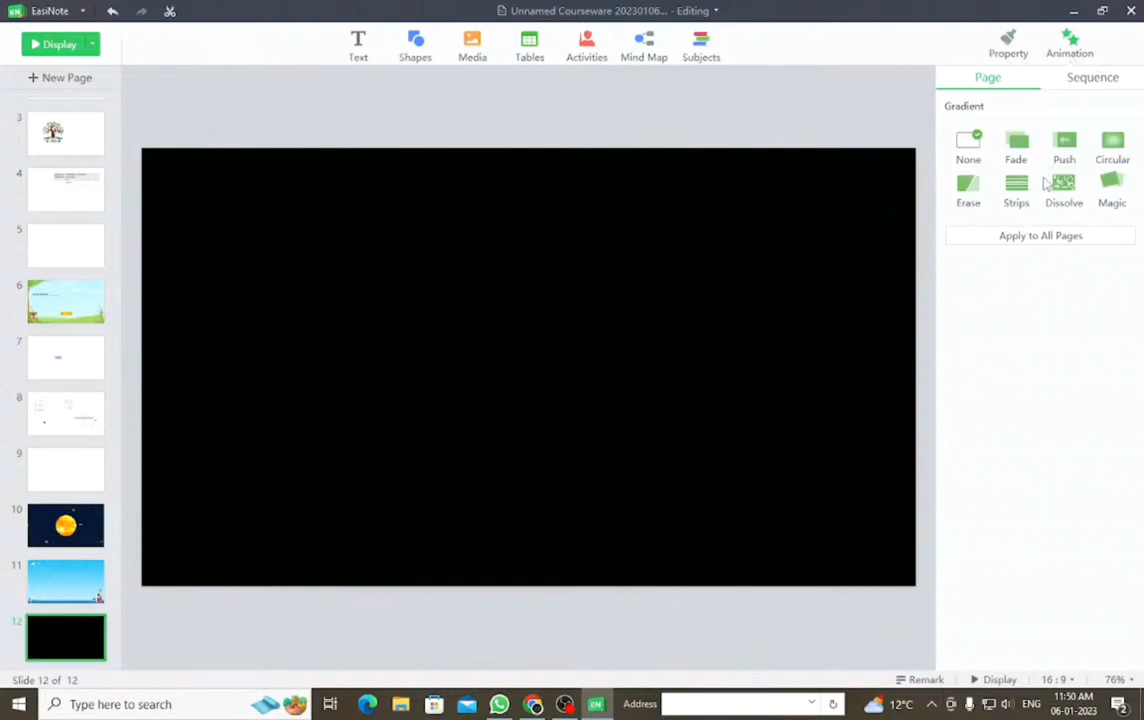 EasiNote
Unnamed Courseware 20230106... - Editing
Display
Text
Shapes
Media
Tables
Activities
Mind Map
Subjects
Property
Animation
New Page
Page
Sequence
Gradient
None
Fade
Push
Circular
Erase
Strips
Dissolve
Magic
Apply to All Pages
3
4
5
6
7
8
9
10
11
12
Slide 12 of 12
Remark
Display
16 : 9
76%
Type here to search
Address
12°C
ENG
11:50 AM
06-01-2023
2